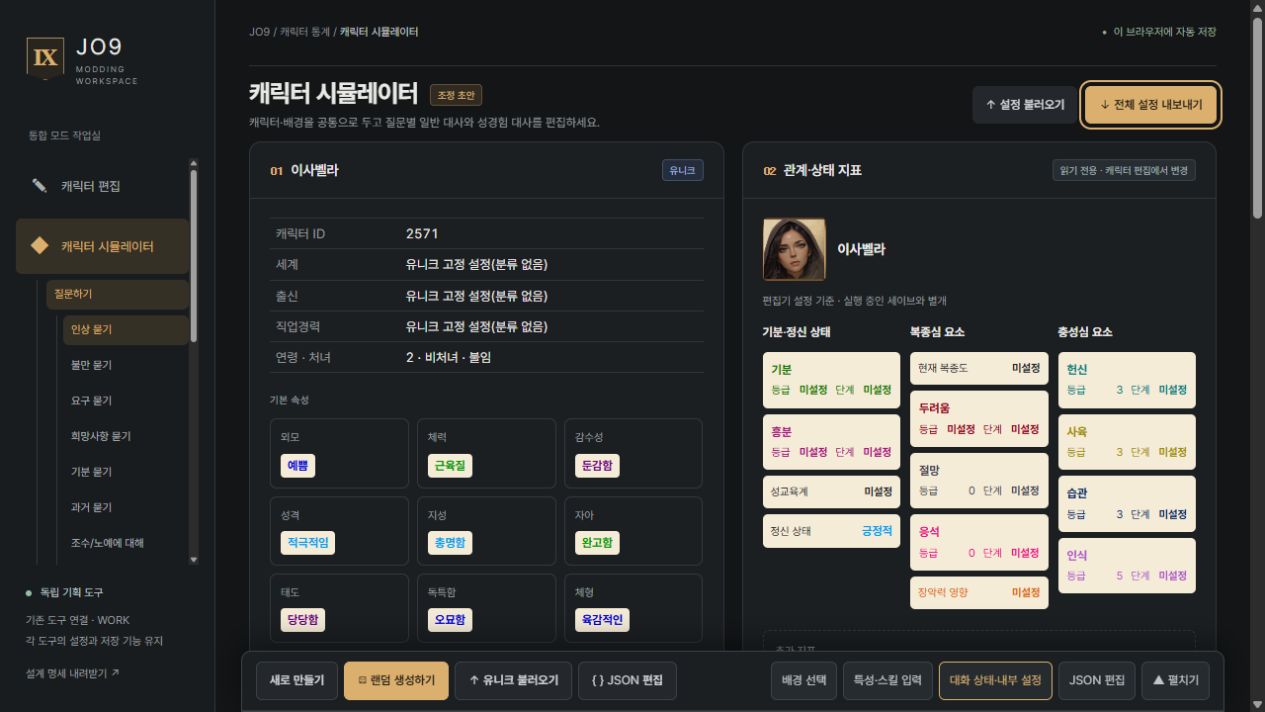 IX
JO9
MODDING
WORKSPACE
통합 모드 작업실
캐릭터 편집
캐릭터 시뮬레이터
질문하기
인상 묻기
불만 묻기
요구 묻기
희망사항 묻기
기분 묻기
과거 묻기
조수/노예에 대해
● 독립 기획 도구
기존 도구 연결 · WORK
각 도구의 설정과 저장 기능 유지
설계 명세 내려받기 ↗
JO9 / 캐릭터 통계 / 캐릭터 시뮬레이터
• 이 브라우저에 자동 저장
캐릭터 시뮬레이터 조정 초안
캐릭터·배경을 공통으로 두고 질문별 일반 대사와 성경험 대사를 편집하세요.
↑ 설정 불러오기
↓ 전체 설정 내보내기
01 이사벨라 유니크
캐릭터 ID 2571
세계 유니크 고정 설정(분류 없음)
출신 유니크 고정 설정(분류 없음)
직업경력 유니크 고정 설정(분류 없음)
연령 · 처녀 2 · 비처녀 · 불임
기본 속성
외모 체력 감수성
예쁨 근육질 둔감함
성격 지성 자아
적극적임 총명함 완고함
태도 독특함 체형
당당함 오묘함 육감적인
02 관계·상태 지표 읽기 전용 · 캐릭터 편집에서 변경
이사벨라
편집기 설정 기준 · 실행 중인 세이브와 별개
기분·정신 상태
기분
등급 미설정 단계 미설정
흥분
등급 미설정 단계 미설정
성교육계 미설정
정신 상태 긍정적
복종심 요소
현재 복종도 미설정
두려움
등급 미설정 단계 미설정
절망
등급 0 단계 미설정
응석
등급 0 단계 미설정
장악력 영향 미설정
충성심 요소
헌신
등급 3 단계 미설정
사육
등급 3 단계 미설정
습관
등급 3 단계 미설정
인식
등급 5 단계 미설정
추가 지표
새로 만들기
⚄ 랜덤 생성하기
↑ 유니크 불러오기
{ } JSON 편집
배경 선택
특성·스킬 입력
대화 상태·내부 설정
JSON 편집
▲ 펼치기